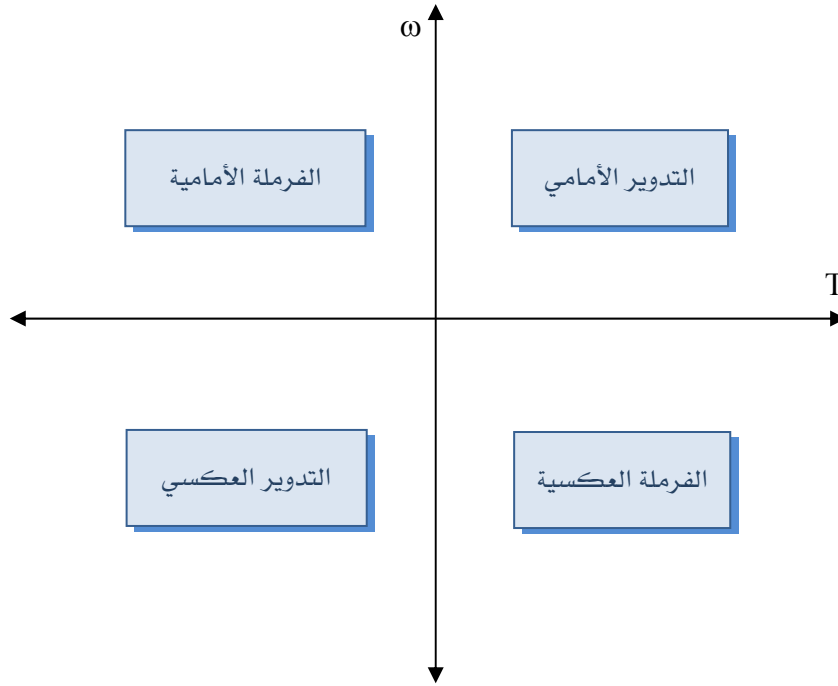 ω
التدوير الأمامي
الفرملة الأمامية
T
التدوير العكسي
الفرملة العكسية